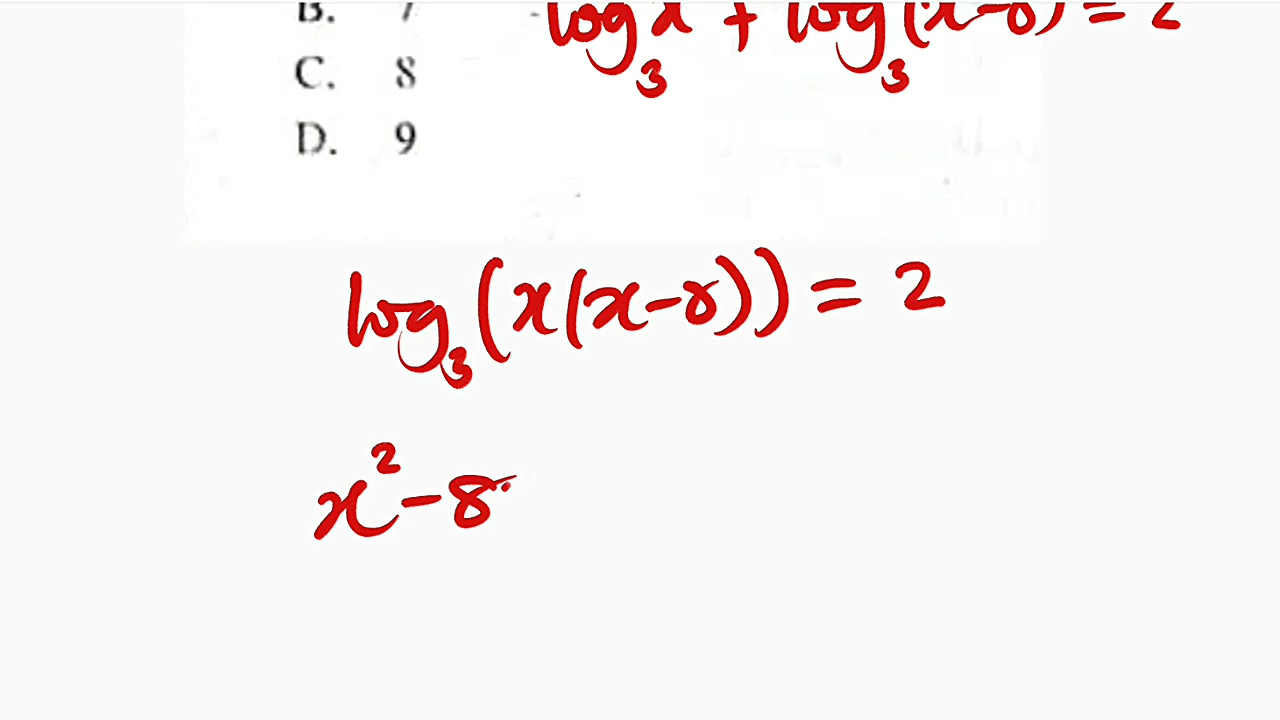 B. 7 log₃x + log₃(x-8) = 2
C. 8
D. 9
log₃(x(x-8)) = 2
x² - 8